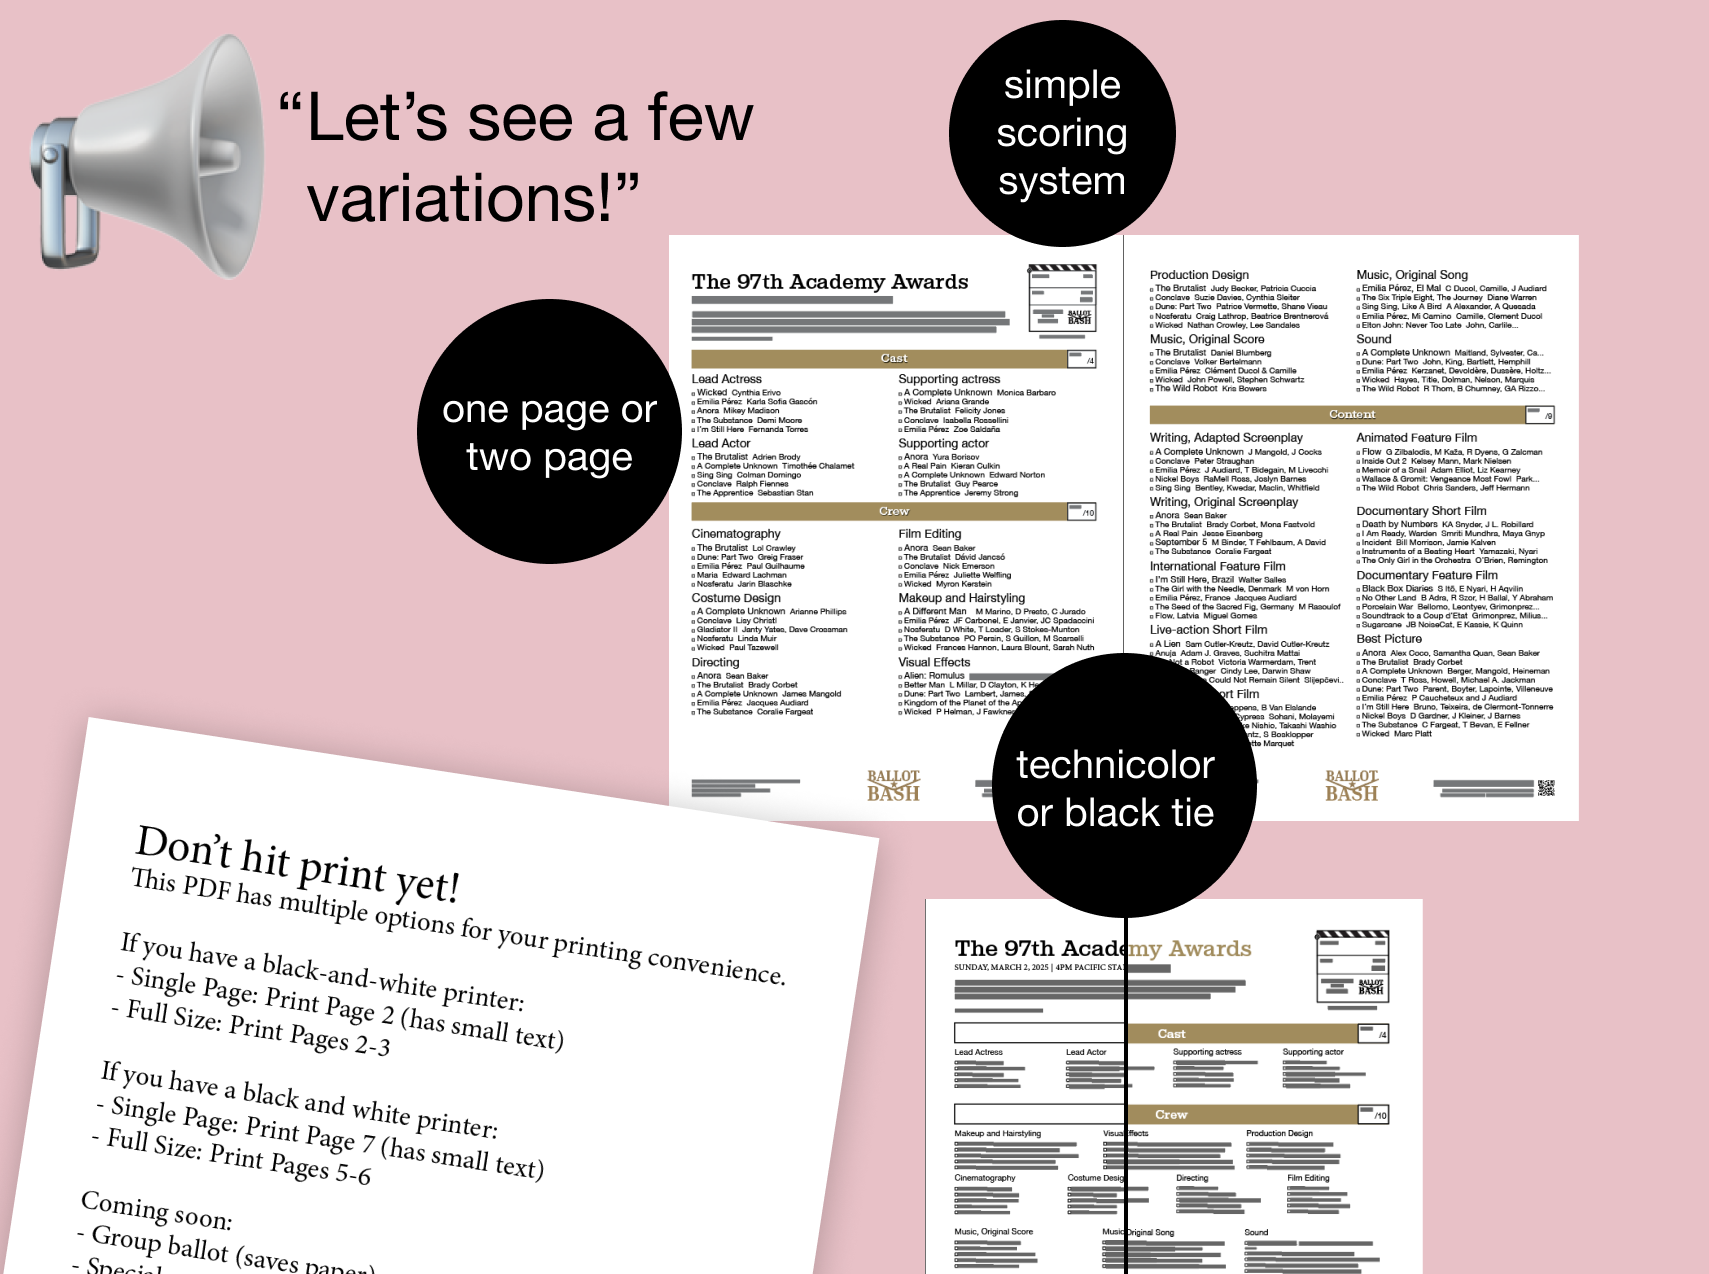 “Let’s see a few
variations!”
simple
scoring
system
one page or
two page
The 97th Academy Awards
BALLOT
BASH
Cast
/4
Lead Actress
Wicked Cynthia Erivo
Emilia Pérez Karla Sofía Gascón
Anora Mikey Madison
The Substance Demi Moore
I'm Still Here Fernanda Torres
Lead Actor
The Brutalist Adrien Brody
A Complete Unknown Timothée Chalamet
Sing Sing Colman Domingo
Conclave Ralph Fiennes
The Apprentice Sebastian Stan
Supporting actress
A Complete Unknown Monica Barbaro
Wicked Ariana Grande
The Brutalist Felicity Jones
Conclave Isabella Rossellini
Emilia Pérez Zoe Saldaña
Supporting actor
Anora Yura Borisov
A Real Pain Kieran Culkin
A Complete Unknown Edward Norton
The Brutalist Guy Pearce
The Apprentice Jeremy Strong
Crew
/10
Cinematography
The Brutalist Lol Crawley
Dune: Part Two Greig Fraser
Emilia Pérez Paul Guilhaume
Maria Edward Lachman
Nosferatu Jarin Blaschke
Costume Design
A Complete Unknown Arianne Phillips
Conclave Lisy Christl
Gladiator II Janty Yates, Dave Crossman
Nosferatu Linda Muir
Wicked Paul Tazewell
Directing
Anora Sean Baker
The Brutalist Brady Corbet
A Complete Unknown James Mangold
Emilia Pérez Jacques Audiard
The Substance Coralie Fargeat
Film Editing
Anora Sean Baker
The Brutalist Dávid Jancsó
Conclave Nick Emerson
Emilia Pérez Juliette Welfling
Wicked Myron Kerstein
Makeup and Hairstyling
A Different Man M Marino, D Presto, C Jurado
Emilia Pérez JF Carbonel, E Janvier, JC Spadaccini
Nosferatu D White, T Loader, S Stokes-Munton
The Substance PO Persin, S Guillon, M Scarselli
Wicked Frances Hannon, Laura Blount, Sarah Nuth
Visual Effects
Alien: Romulus
Better Man L Millar, D Clayton, K He
Dune: Part Two Lambert, James,
Kingdom of the Planet of the Ap
Wicked P Helman, J Fawkne
BALLOT
BASH
Production Design
The Brutalist Judy Becker, Patricia Cuccia
Conclave Suzie Davies, Cynthia Sleiter
Dune: Part Two Patrice Vermette, Shane Vieau
Nosferatu Craig Lathrop, Beatrice Brentnerová
Wicked Nathan Crowley, Lee Sandales
Music, Original Score
The Brutalist Daniel Blumberg
Conclave Volker Bertelmann
Emilia Pérez Clément Ducol & Camille
Wicked John Powell, Stephen Schwartz
The Wild Robot Kris Bowers
Music, Original Song
Emilia Pérez, El Mal C Ducol, Camille, J Audiard
The Six Triple Eight, The Journey Diane Warren
Sing Sing, Like A Bird A Alexander, A Quesada
Emilia Pérez, Mi Camino Camille, Clement Ducol
Elton John: Never Too Late John, Carlile...
Sound
A Complete Unknown Maitland, Sylvester, Ca...
Dune: Part Two John, King, Bartlett, Hemphill
Emilia Pérez Kerzanet, Devoldère, Dussère, Holtz...
Wicked Hayes, Title, Dolman, Nelson, Marquis
The Wild Robot R Thom, B Chumney, GA Rizzo...
Content
/9
Writing, Adapted Screenplay
A Complete Unknown J Mangold, J Cocks
Conclave Peter Straughan
Emilia Pérez J Audiard, T Bidegain, M Livecchi
Nickel Boys RaMell Ross, Joslyn Barnes
Sing Sing Bentley, Kwedar, Maclin, Whitfield
Writing, Original Screenplay
Anora Sean Baker
The Brutalist Brady Corbet, Mona Fastvold
A Real Pain Jesse Eisenberg
September 5 M Binder, T Fehlbaum, A David
The Substance Coralie Fargeat
International Feature Film
I'm Still Here, Brazil Walter Salles
The Girl with the Needle, Denmark M von Horn
Emilia Pérez, France Jacques Audiard
The Seed of the Sacred Fig, Germany M Rasoulof
Flow, Latvia Miguel Gomes
Live-action Short Film
A Lien Sam Cutler-Kreutz, David Cutler-Kreutz
Anuja Adam J. Graves, Suchitra Mattai
Not a Robot Victoria Warmerdam, Trent
Ranger Cindy Lee, Darwin Shaw
Could Not Remain Silent Slijepčevi..
ort Film
oppens, B Van Elslande
Cypress Sohani, Molayemi
ke Nishio, Takashi Washio
ntz, S Bosklopper
tte Marquet
Animated Feature Film
Flow G Zilbalodis, M Kaža, R Dyens, G Zalcman
Inside Out 2 Kelsey Mann, Mark Nielsen
Memoir of a Snail Adam Elliot, Liz Kearney
Wallace & Gromit: Vengeance Most Fowl Park...
The Wild Robot Chris Sanders, Jeff Hermann
Documentary Short Film
Death by Numbers KA Snyder, J L. Robillard
I Am Ready, Warden Smriti Mundhra, Maya Gnyp
Incident Bill Morrison, Jamie Kalven
Instruments of a Beating Heart Yamazaki, Nyari
The Only Girl in the Orchestra O'Brien, Remington
Documentary Feature Film
Black Box Diaries S Itō, E Nyari, H Aqvilin
No Other Land B Adra, R Szor, H Ballal, Y Abraham
Porcelain War Bellomo, Leontyev, Grimonprez...
Soundtrack to a Coup d'Etat Grimonprez, Milius...
Sugarcane JB NoiseCat, E Kassie, K Quinn
Best Picture
Anora Alex Coco, Samantha Quan, Sean Baker
The Brutalist Brady Corbet
A Complete Unknown Berger, Mangold, Heineman
Conclave T Ross, Howell, Michael A. Jackman
Dune: Part Two Parent, Boyter, Lapointe, Villeneuve
Emilia Pérez P Caucheteux and J Audiard
I'm Still Here Bruno, Teixeira, de Clermont-Tonnerre
Nickel Boys D Gardner, J Kleiner, J Barnes
The Substance C Fargeat, T Bevan, E Fellner
Wicked Marc Platt
BALLOT
BASH
technicolor
or black tie
Don’t hit print yet!
This PDF has multiple options for your printing convenience.
If you have a black-and-white printer:
- Single Page: Print Page 2 (has small text)
- Full Size: Print Pages 2-3
If you have a black and white printer:
- Single Page: Print Page 7 (has small text)
- Full Size: Print Pages 5-6
Coming soon:
- Group ballot (saves paper)
- Special
The 97th Academy Awards
SUNDAY, MARCH 2, 2025 | 4PM PACIFIC STA
BALLOT
BASH
Cast
/4
Lead Actress
Lead Actor
Supporting actress
Supporting actor
Crew
/10
Makeup and Hairstyling
Visual Effects
Production Design
Cinematography
Costume Desig
Directing
Film Editing
Music, Original Score
Music, Original Song
Sound